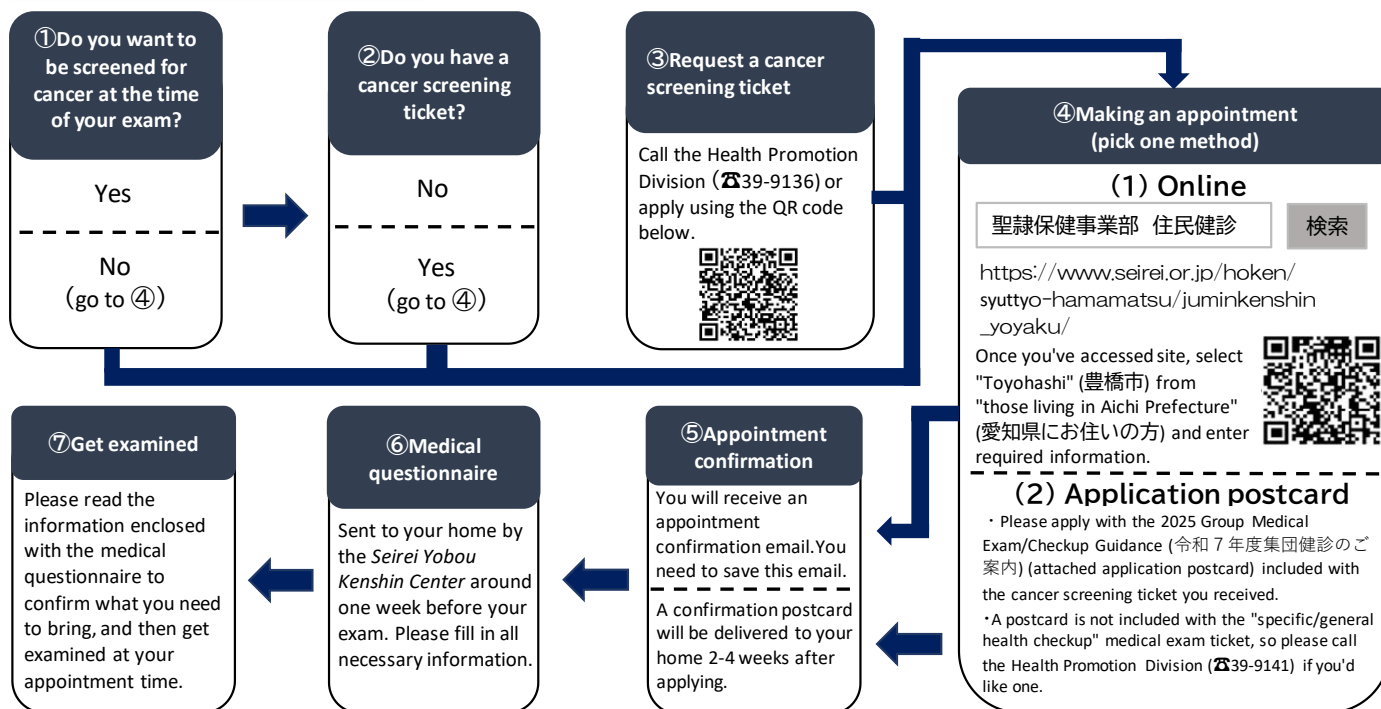 ①Do you want to
be screened for
cancer at the time
of your exam?
Yes
No
(go to ④)
②Do you have a
cancer screening
ticket?
No
Yes
(go to ④)
③Request a cancer
screening ticket
Call the Health Promotion
Division (☎39-9136) or
apply using the QR code
below.
④Making an appointment
(pick one method)
(1) Online
聖隷保健事業部 住民健診
検索
https://www.seirei.or.jp/hoken/
syuttyo-hamamatsu/juminkenshin
_yoyaku/
Once you've accessed site, select
"Toyohashi" (豊橋市) from
"those living in Aichi Prefecture"
(愛知県にお住いの方) and enter
required information.
(2) Application postcard
・Please apply with the 2025 Group Medical
Exam/Checkup Guidance (令和７年度集団健診のご
案内) (attached application postcard) included with
the cancer screening ticket you received.
・A postcard is not included with the "specific/general
health checkup" medical exam ticket, so please call
the Health Promotion Division (☎39-9141) if you'd
like one.
⑤Appointment
confirmation
You will receive an
appointment
confirmation email.You
need to save this email.
A confirmation postcard
will be delivered to your
home 2-4 weeks after
applying.
⑥Medical
questionnaire
Sent to your home by
the Seirei Yobou
Kenshin Center around
one week before your
exam. Please fill in all
necessary information.
⑦Get examined
Please read the
information enclosed
with the medical
questionnaire to
confirm what you need
to bring, and then get
examined at your
appointment time.